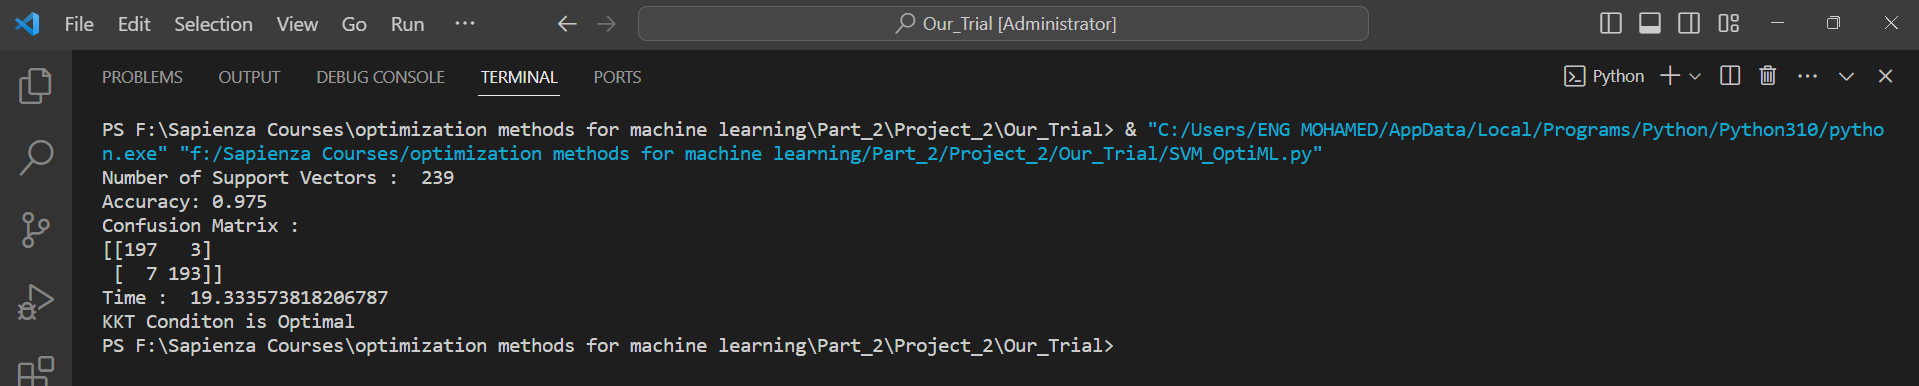 File Edit Selection View Go Run ··· Our_Trial [Administrator]
PROBLEMS OUTPUT DEBUG CONSOLE TERMINAL PORTS Python ···
PS F:\Sapienza Courses\optimization methods for machine learning\Part_2\Project_2\Our_Trial> & "C:/Users/ENG MOHAMED/AppData/Local/Programs/Python/Python310/pytho
n.exe" "f:/Sapienza Courses/optimization methods for machine learning/Part_2/Project_2/Our_Trial/SVM_OptiML.py"
Number of Support Vectors :  239
Accuracy: 0.975
Confusion Matrix :
[[197   3]
 [  7 193]]
Time :  19.333573818206787
KKT Conditon is Optimal
PS F:\Sapienza Courses\optimization methods for machine learning\Part_2\Project_2\Our_Trial>